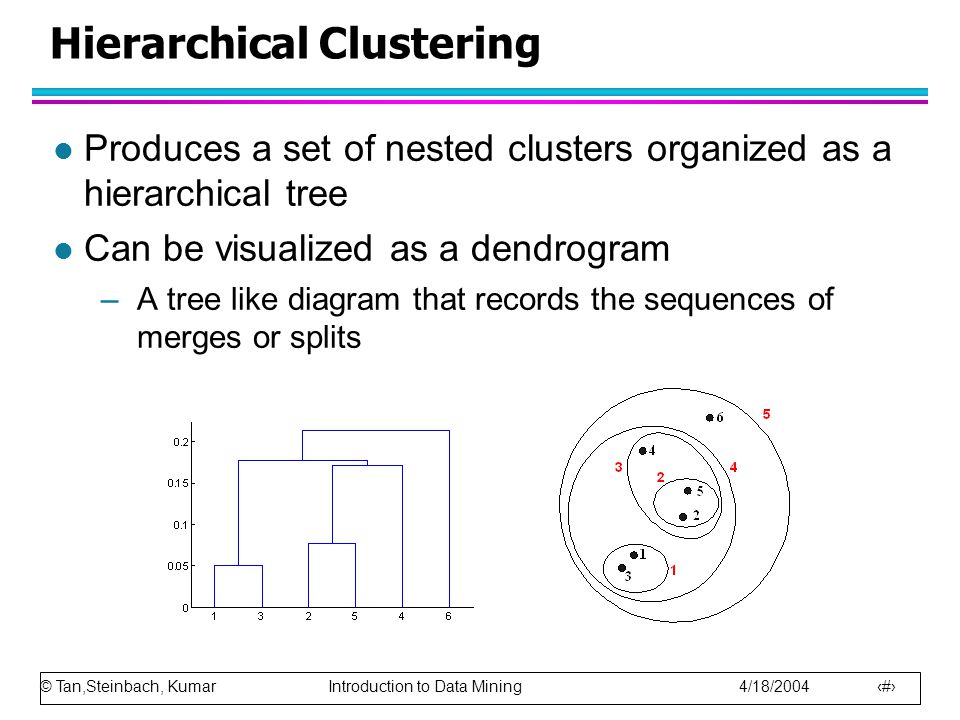 Hierarchical Clustering
● Produces a set of nested clusters organized as a
hierarchical tree
● Can be visualized as a dendrogram
– A tree like diagram that records the sequences of
merges or splits
0.2
0.15
0.1
0.05
0
1 3 2 5 4 6
6
5
4
3
4
2
5
2
1
1
3
© Tan,Steinbach, Kumar Introduction to Data Mining 4/18/2004 ‹#›